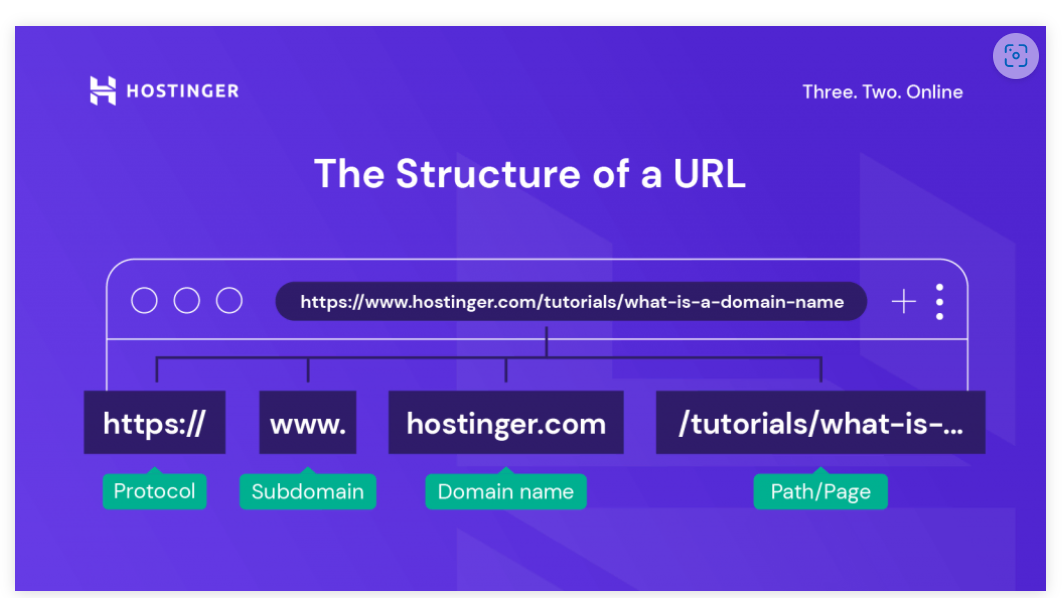 HOSTINGER
Three. Two. Online
The Structure of a URL
https://www.hostinger.com/tutorials/what-is-a-domain-name
https://
www.
hostinger.com
/tutorials/what-is-...
Protocol
Subdomain
Domain name
Path/Page